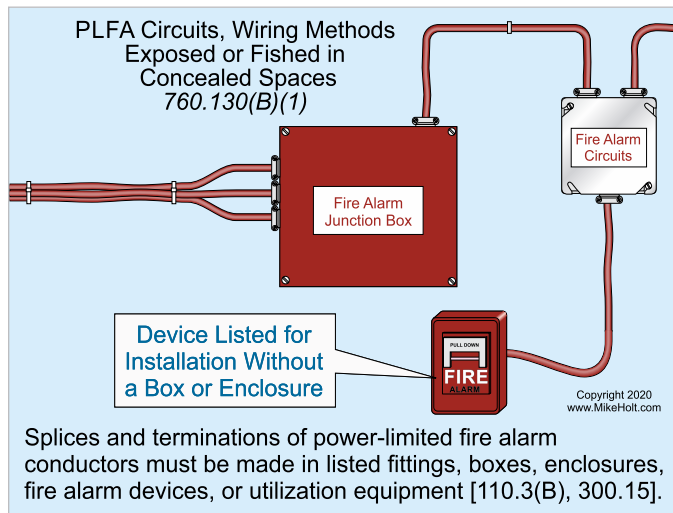 PLFA Circuits, Wiring Methods
Exposed or Fished in
Concealed Spaces
760.130(B)(1)
Fire Alarm
Circuits
Fire Alarm
Junction Box
Device Listed for
Installation Without
a Box or Enclosure
PULL DOWN
FIRE
ALARM
Copyright 2020
www.MikeHolt.com
Splices and terminations of power-limited fire alarm
conductors must be made in listed fittings, boxes, enclosures,
fire alarm devices, or utilization equipment [110.3(B), 300.15].